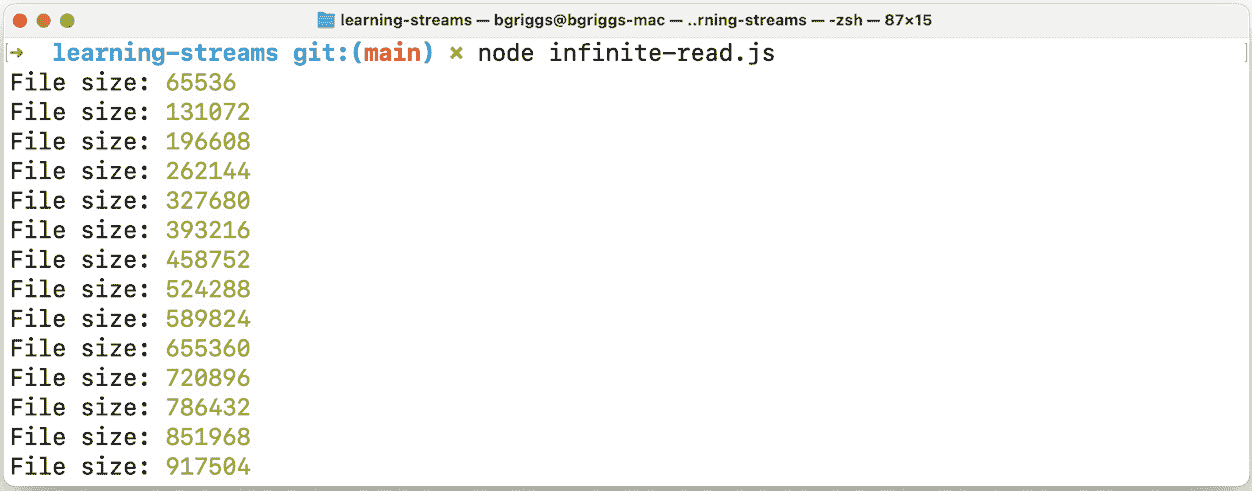 learning-streams — bgriggs@bgriggs-mac — ..rning-streams — -zsh — 87×15
[➜  learning-streams git:(main) × node infinite-read.js ]
File size: 65536
File size: 131072
File size: 196608
File size: 262144
File size: 327680
File size: 393216
File size: 458752
File size: 524288
File size: 589824
File size: 655360
File size: 720896
File size: 786432
File size: 851968
File size: 917504